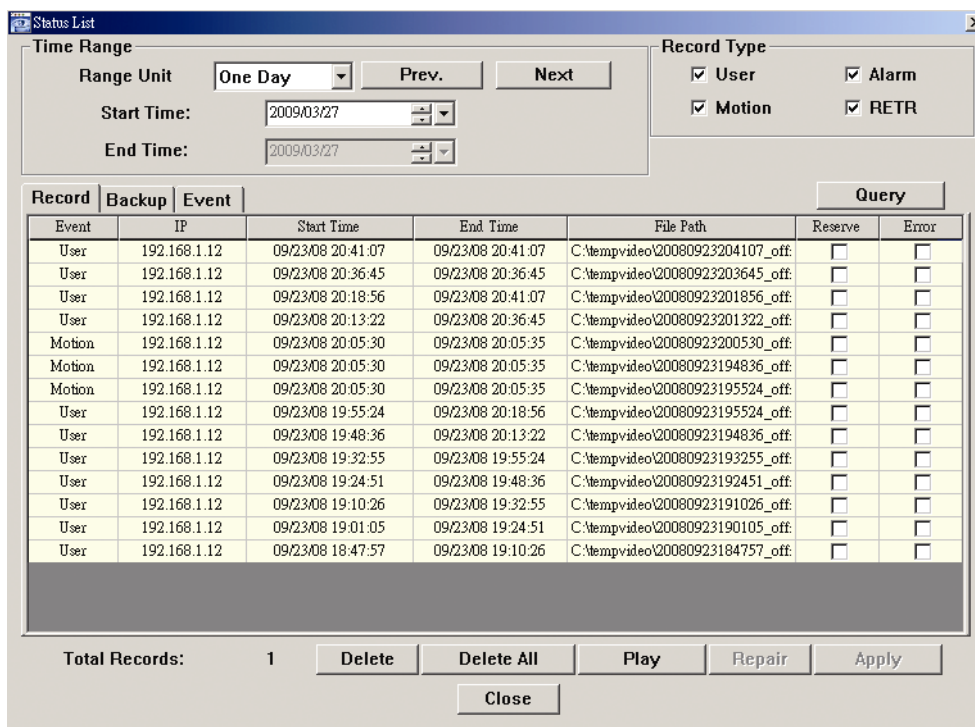 Status List
Time Range
Record Type
Range Unit One Day Prev. Next
User Alarm
Start Time: 2009/03/27
Motion RETR
End Time: 2009/03/27
Record Backup Event Query
Event IP Start Time End Time File Path Reserve Error
User 192.168.1.12 09/23/08 20:41:07 09/23/08 20:41:07 C:\tempvideo\20080923204107_off:
User 192.168.1.12 09/23/08 20:36:45 09/23/08 20:36:45 C:\tempvideo\20080923203645_off:
User 192.168.1.12 09/23/08 20:18:56 09/23/08 20:41:07 C:\tempvideo\20080923201856_off:
User 192.168.1.12 09/23/08 20:13:22 09/23/08 20:36:45 C:\tempvideo\20080923201322_off:
Motion 192.168.1.12 09/23/08 20:05:30 09/23/08 20:05:35 C:\tempvideo\20080923200530_off:
Motion 192.168.1.12 09/23/08 20:05:30 09/23/08 20:05:35 C:\tempvideo\20080923194836_off:
Motion 192.168.1.12 09/23/08 20:05:30 09/23/08 20:05:35 C:\tempvideo\20080923195524_off:
User 192.168.1.12 09/23/08 19:55:24 09/23/08 20:18:56 C:\tempvideo\20080923195524_off:
User 192.168.1.12 09/23/08 19:48:36 09/23/08 20:13:22 C:\tempvideo\20080923194836_off:
User 192.168.1.12 09/23/08 19:32:55 09/23/08 19:55:24 C:\tempvideo\20080923193255_off:
User 192.168.1.12 09/23/08 19:24:51 09/23/08 19:48:36 C:\tempvideo\20080923192451_off:
User 192.168.1.12 09/23/08 19:10:26 09/23/08 19:32:55 C:\tempvideo\20080923191026_off:
User 192.168.1.12 09/23/08 19:01:05 09/23/08 19:24:51 C:\tempvideo\20080923190105_off:
User 192.168.1.12 09/23/08 18:47:57 09/23/08 19:10:26 C:\tempvideo\20080923184757_off:
Total Records: 1 Delete Delete All Play Repair Apply
Close